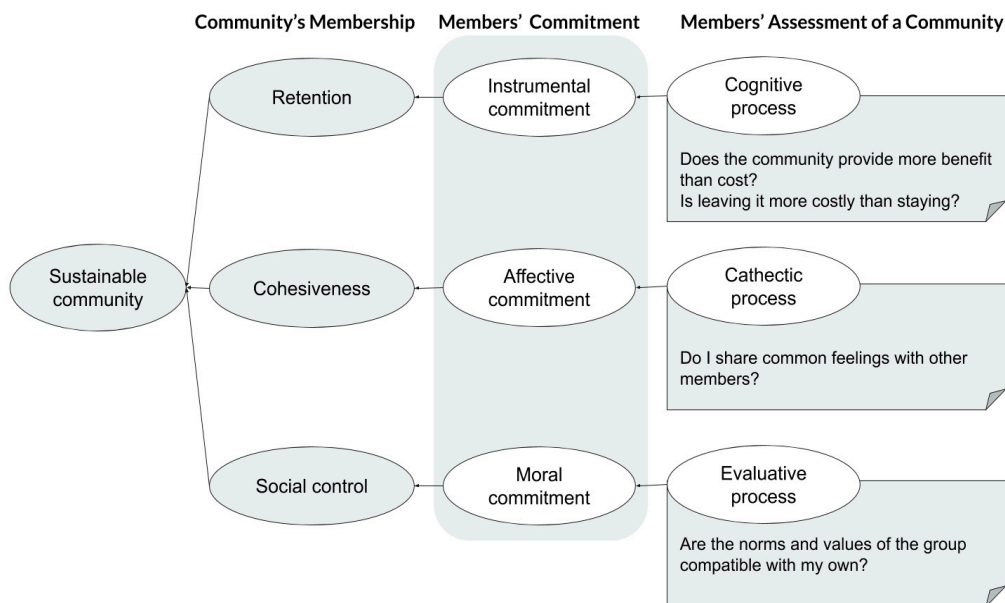 Community’s Membership
Members’ Commitment
Members’ Assessment of a Community
Retention
Instrumental
commitment
Cognitive
process
Does the community provide more benefit
than cost?
Is leaving it more costly than staying?
Sustainable
community
Cohesiveness
Affective
commitment
Cathectic
process
Do I share common feelings with other
members?
Social control
Moral
commitment
Evaluative
process
Are the norms and values of the group
compatible with my own?